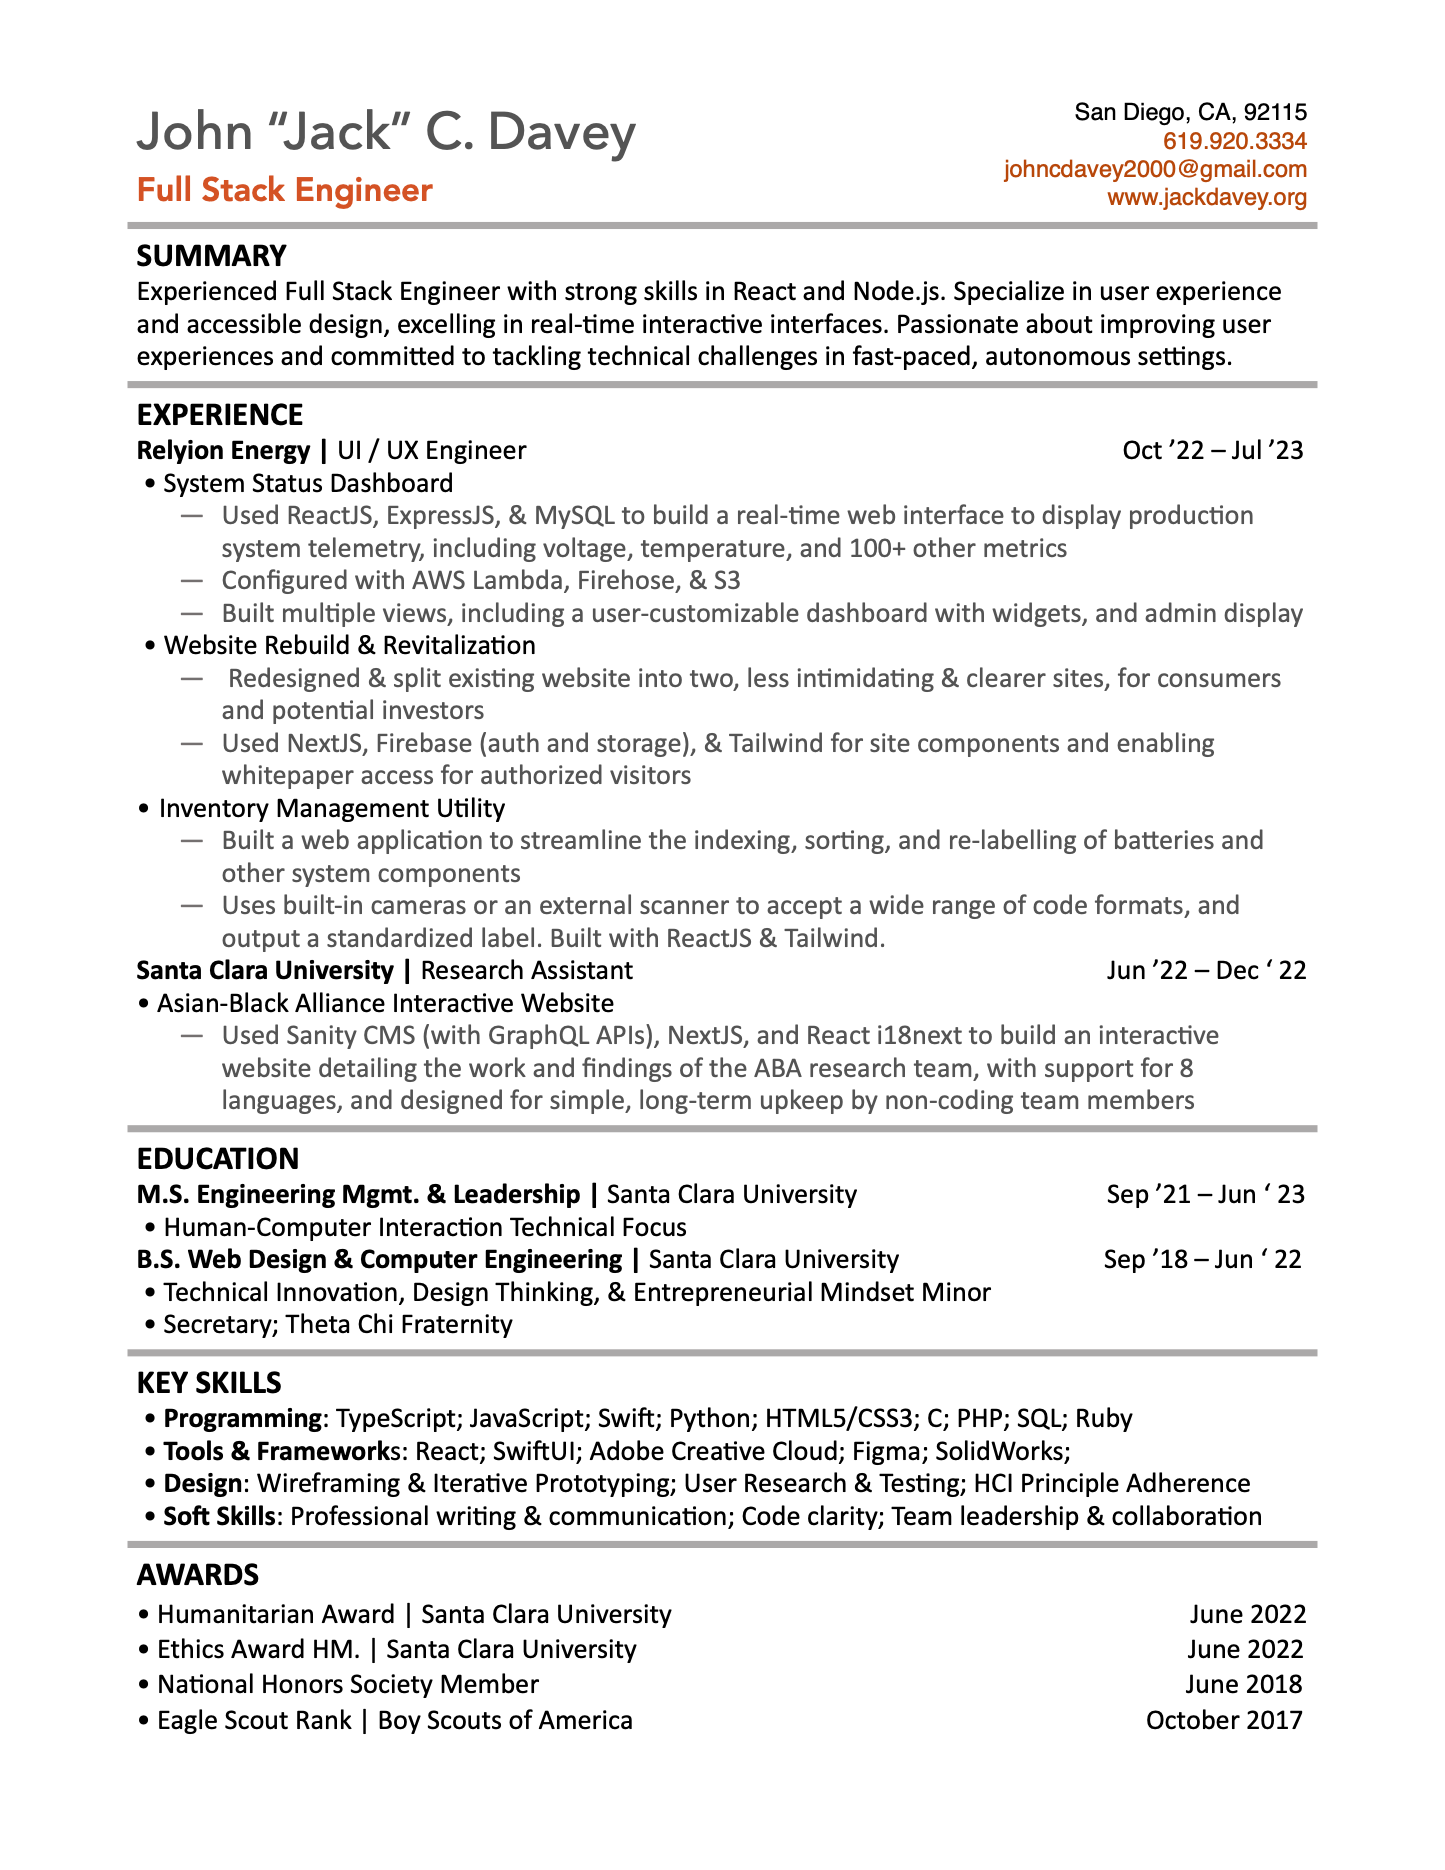 John “Jack” C. Davey
Full Stack Engineer
San Diego, CA, 92115
619.920.3334
johncdavey2000@gmail.com
www.jackdavey.org
SUMMARY
Experienced Full Stack Engineer with strong skills in React and Node.js. Specialize in user experience
and accessible design, excelling in real-time interactive interfaces. Passionate about improving user
experiences and committed to tackling technical challenges in fast-paced, autonomous settings.
EXPERIENCE
Relyion Energy | UI / UX Engineer Oct ’22 – Jul ’23
• System Status Dashboard
— Used ReactJS, ExpressJS, & MySQL to build a real-time web interface to display production
system telemetry, including voltage, temperature, and 100+ other metrics
— Configured with AWS Lambda, Firehose, & S3
— Built multiple views, including a user-customizable dashboard with widgets, and admin display
• Website Rebuild & Revitalization
— Redesigned & split existing website into two, less intimidating & clearer sites, for consumers
and potential investors
— Used NextJS, Firebase (auth and storage), & Tailwind for site components and enabling
whitepaper access for authorized visitors
• Inventory Management Utility
— Built a web application to streamline the indexing, sorting, and re-labelling of batteries and
other system components
— Uses built-in cameras or an external scanner to accept a wide range of code formats, and
output a standardized label. Built with ReactJS & Tailwind.
Santa Clara University | Research Assistant Jun ’22 – Dec ‘ 22
• Asian-Black Alliance Interactive Website
— Used Sanity CMS (with GraphQL APIs), NextJS, and React i18next to build an interactive
website detailing the work and findings of the ABA research team, with support for 8
languages, and designed for simple, long-term upkeep by non-coding team members
EDUCATION
M.S. Engineering Mgmt. & Leadership | Santa Clara University Sep ’21 – Jun ‘ 23
• Human-Computer Interaction Technical Focus
B.S. Web Design & Computer Engineering | Santa Clara University Sep ’18 – Jun ‘ 22
• Technical Innovation, Design Thinking, & Entrepreneurial Mindset Minor
• Secretary; Theta Chi Fraternity
KEY SKILLS
• Programming: TypeScript; JavaScript; Swift; Python; HTML5/CSS3; C; PHP; SQL; Ruby
• Tools & Frameworks: React; SwiftUI; Adobe Creative Cloud; Figma; SolidWorks;
• Design: Wireframing & Iterative Prototyping; User Research & Testing; HCI Principle Adherence
• Soft Skills: Professional writing & communication; Code clarity; Team leadership & collaboration
AWARDS
• Humanitarian Award | Santa Clara University June 2022
• Ethics Award HM. | Santa Clara University June 2022
• National Honors Society Member June 2018
• Eagle Scout Rank | Boy Scouts of America October 2017